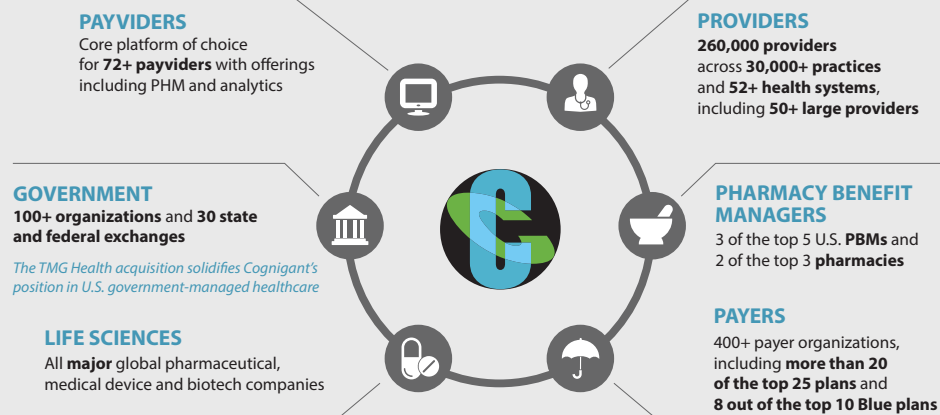 PAYVIDERS
Core platform of choice
for 72+ payviders with offerings
including PHM and analytics
PROVIDERS
260,000 providers
across 30,000+ practices
and 52+ health systems,
including 50+ large providers
GOVERNMENT
100+ organizations and 30 state
and federal exchanges
The TMG Health acquisition solidifies Cognigant's
position in U.S. government-managed healthcare
PHARMACY BENEFIT
MANAGERS
3 of the top 5 U.S. PBMs and
2 of the top 3 pharmacies
LIFE SCIENCES
All major global pharmaceutical,
medical device and biotech companies
PAYERS
400+ payer organizations,
including more than 20
of the top 25 plans and
8 out of the top 10 Blue plans
C